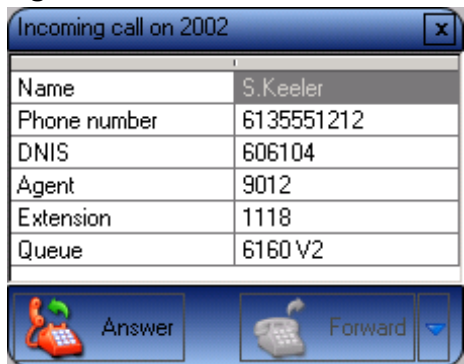 Incoming call on 2002 x
Name S.Keeler
Phone number 6135551212
DNIS 606104
Agent 9012
Extension 1118
Queue 6160 V2
Answer Forward